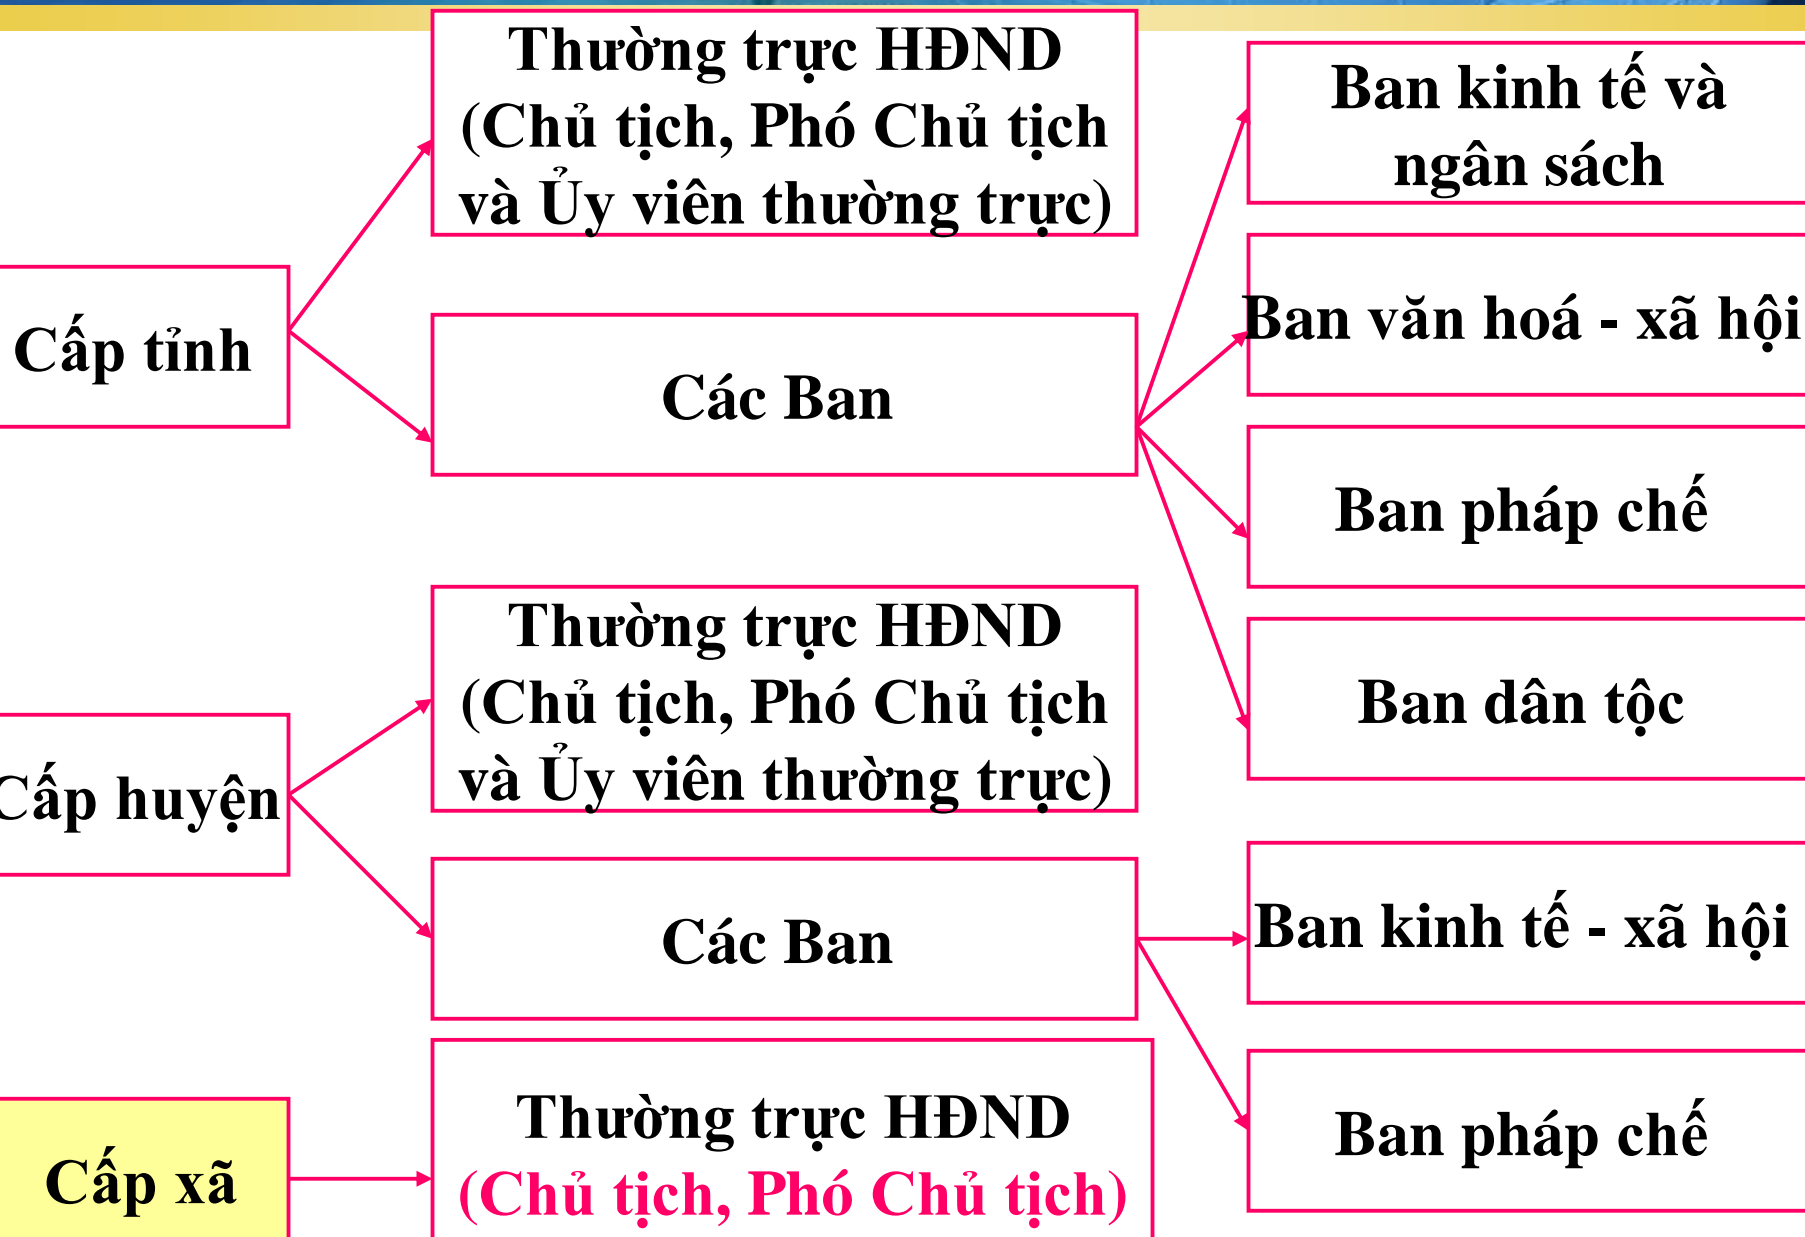 Cấp tỉnh
Thường trực HĐND
(Chủ tịch, Phó Chủ tịch
và Ủy viên thường trực)
Các Ban
Ban kinh tế và
ngân sách
Ban văn hoá - xã hội
Ban pháp chế
Ban dân tộc
Cấp huyện
Thường trực HĐND
(Chủ tịch, Phó Chủ tịch
và Ủy viên thường trực)
Các Ban
Ban kinh tế - xã hội
Ban pháp chế
Cấp xã
Thường trực HĐND
(Chủ tịch, Phó Chủ tịch)